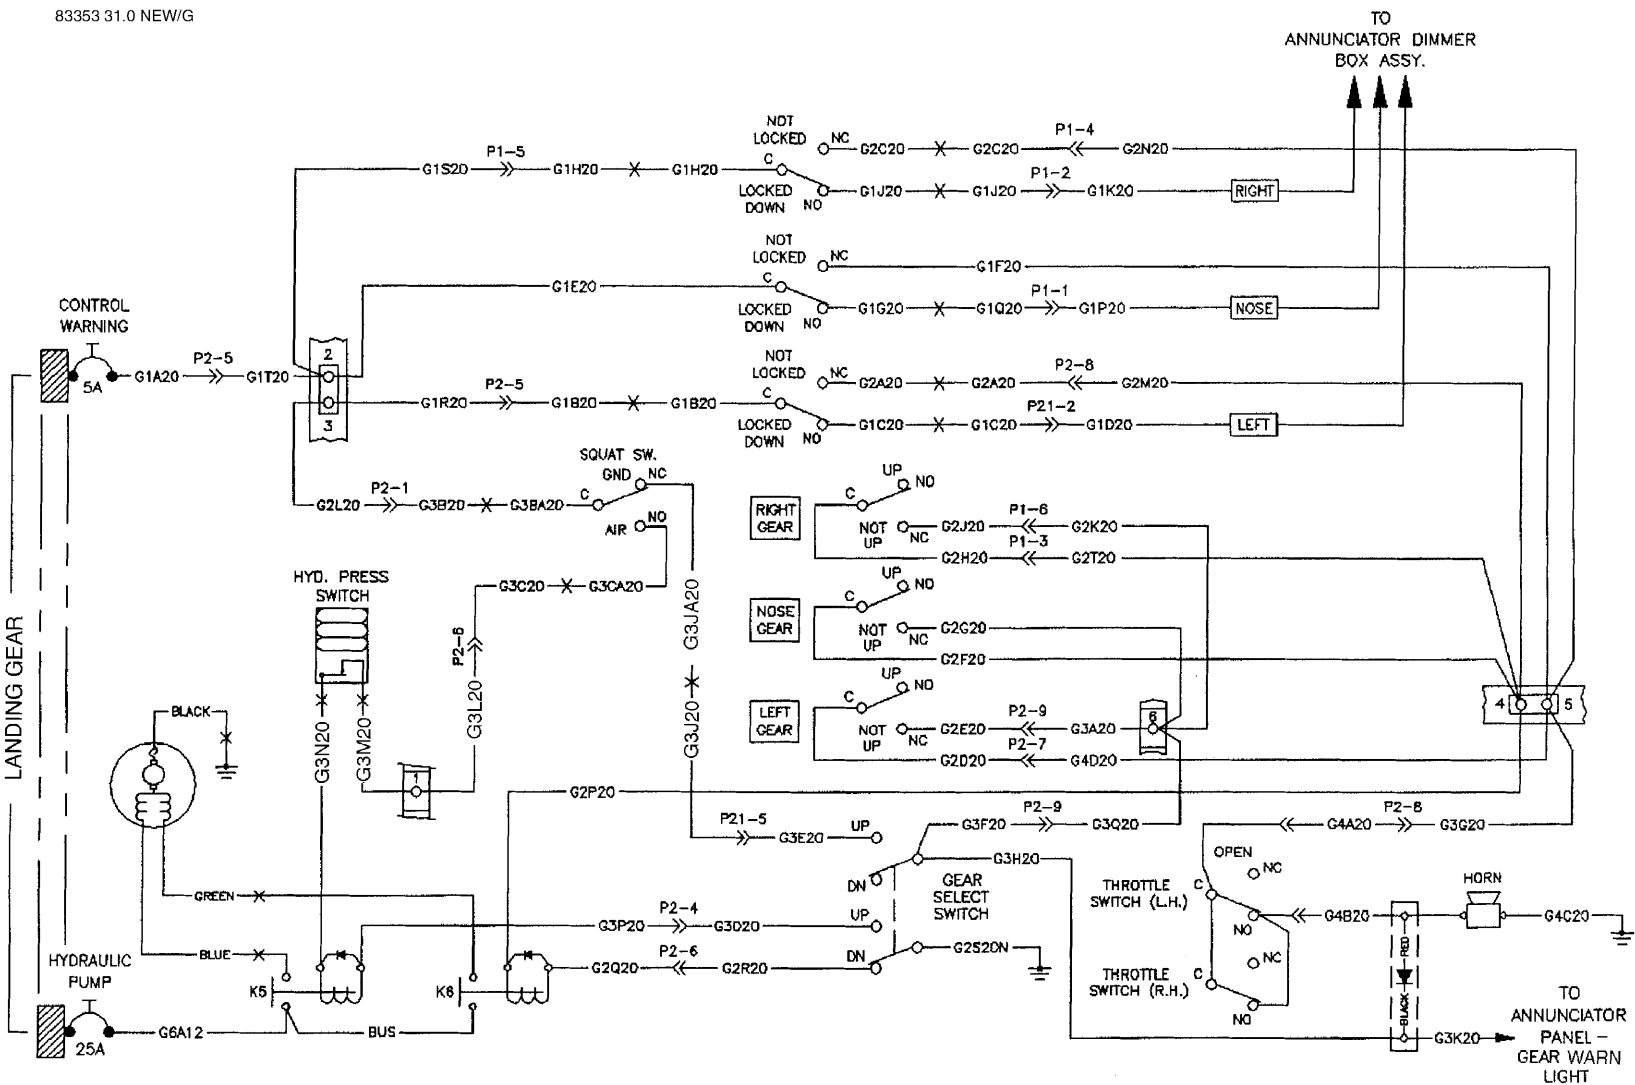 83353 31.0 NEW/G
TO
ANNUNCIATOR DIMMER
BOX ASSY.
NOT
LOCKED
NC
G2C20
G2C20
P1-4
G2N20
G1S20
P1-5
G1H20
G1H20
C
LOCKED
DOWN
NO
G1J20
G1J20
P1-2
G1K20
RIGHT
NOT
LOCKED
NC
G1F20
G1E20
C
LOCKED
DOWN
NO
G1G20
G1Q20
P1-1
G1P20
NOSE
CONTROL
WARNING
5A
G1A20
P2-5
G1T20
2
3
NOT
LOCKED
NC
G2A20
G2A20
P2-8
G2M20
G1R20
P2-5
G1B20
G1B20
C
LOCKED
DOWN
NO
G1C20
G1C20
P21-2
G1D20
LEFT
SQUAT SW.
GND
NC
G2L20
P2-1
G3B20
G3BA20
C
AIR
NO
G3C20
G3CA20
G3JA20
G3J20
P2-6
G3L20
HYD. PRESS
SWITCH
G3N20
G3M20
1
RIGHT
GEAR
C
UP
NO
NOT
UP
NC
G2J20
P1-6
G2K20
G2H20
P1-3
G2T20
NOSE
GEAR
C
UP
NO
NOT
UP
NC
G2G20
G2F20
LEFT
GEAR
C
UP
NO
NOT
UP
NC
G2E20
P2-9
G3A20
6
G2D20
P2-7
G4D20
4
5
LANDING GEAR
BLACK
G2P20
P21-5
G3E20
UP
G3F20
P2-9
G3Q20
G4A20
P2-8
G3G20
DN
G3H20
GEAR
SELECT
SWITCH
GREEN
G3P20
P2-4
G3D20
UP
BLUE
G2Q20
P2-6
G2R20
DN
G2S2DN
OPEN
NC
THROTTLE
SWITCH (L.H.)
C
NO
G4B20
HORN
G4C20
NC
THROTTLE
SWITCH (R.H.)
C
NO
RED
BLACK
HYDRAULIC
PUMP
25A
G6A12
K5
BUS
K6
G3K20
TO
ANNUNCIATOR
PANEL –
GEAR WARN
LIGHT